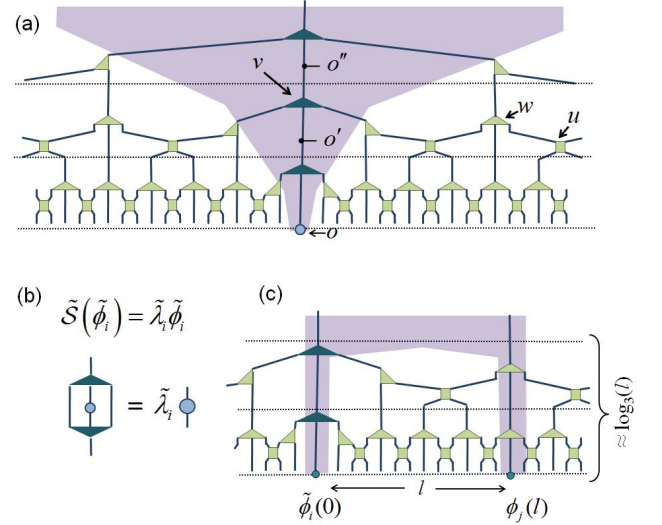 (a)
o″
v
w
u
o′
o
(b)
(c)
𝒮̃(ϕ̃ᵢ) = λ̃ᵢϕ̃ᵢ
= λ̃ᵢ
≈ log₃(l)
l
ϕ̃ᵢ(0)
ϕⱼ(l)